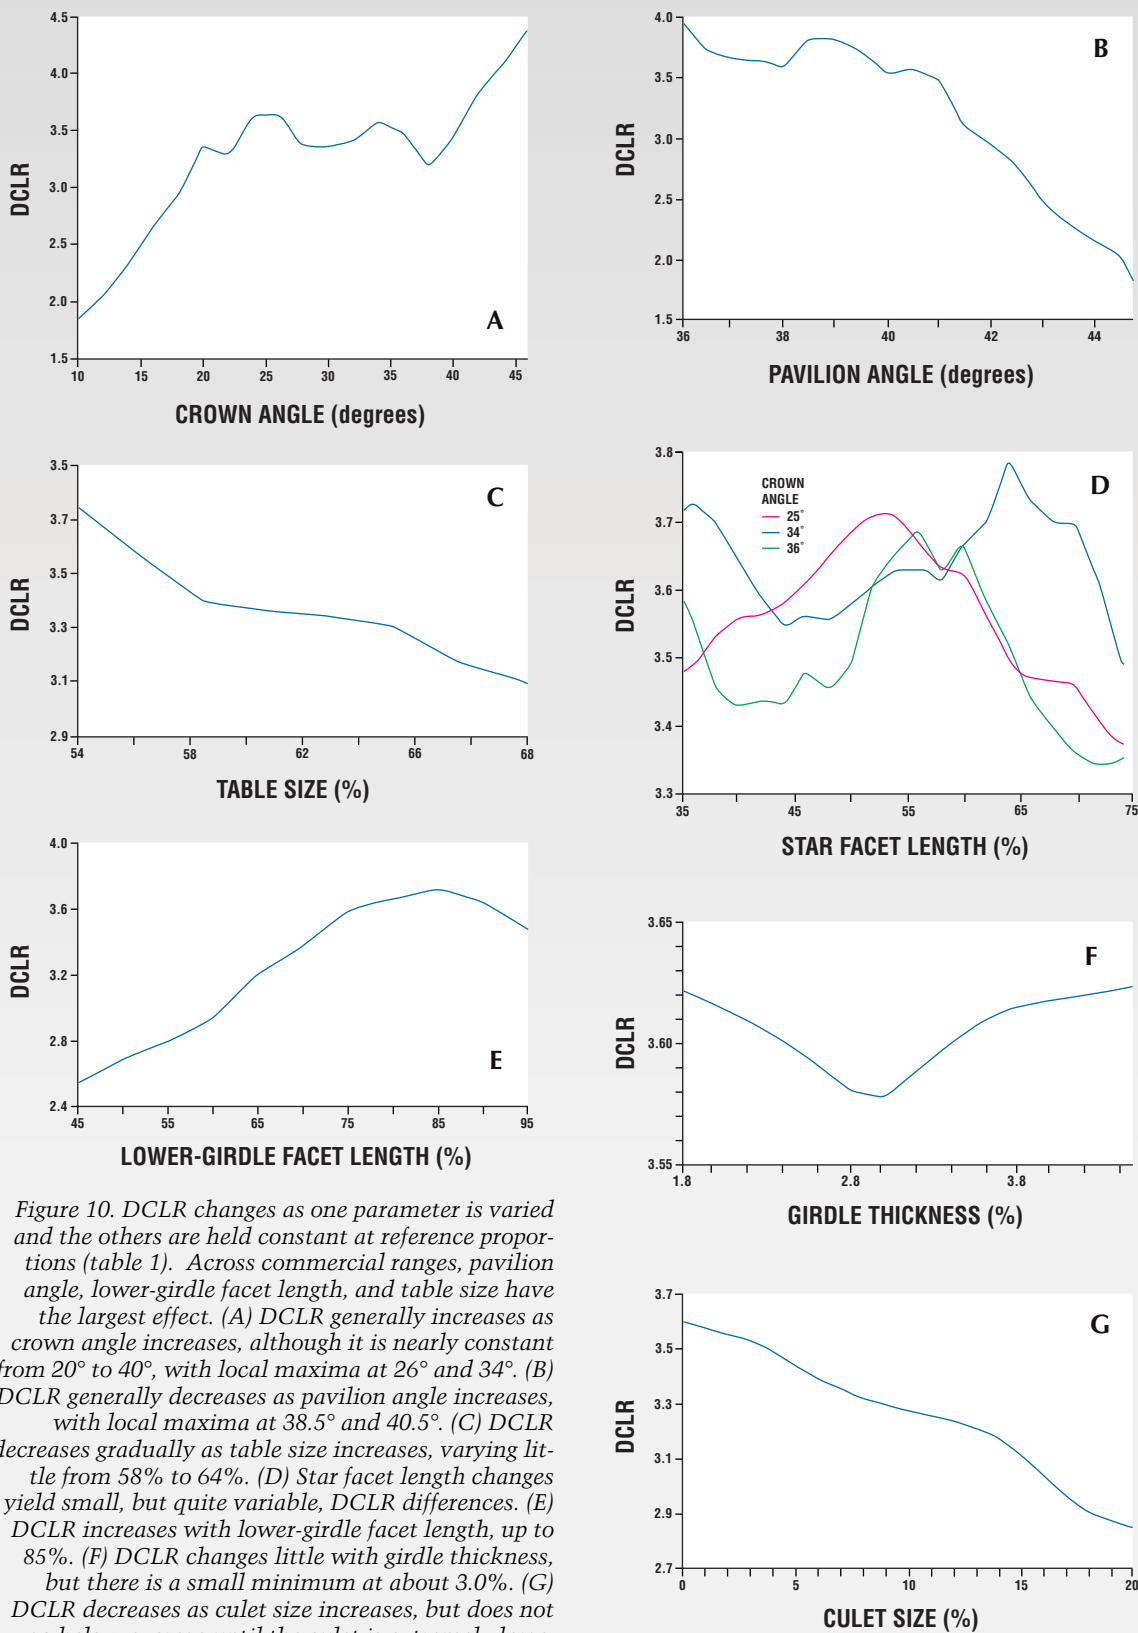 4.5
4.0
3.5
3.0
2.5
2.0
1.5
DCLR
A
10 15 20 25 30 35 40 45
CROWN ANGLE (degrees)
4.0
3.5
3.0
2.5
2.0
1.5
DCLR
B
36 38 40 42 44
PAVILION ANGLE (degrees)
3.5
3.7
3.5
3.3
3.1
2.9
DCLR
C
54 58 62 66 68
TABLE SIZE (%)
3.8
3.7
3.6
3.5
3.4
3.3
DCLR
CROWN
ANGLE
25°
34°
36°
D
35 45 55 65 75
STAR FACET LENGTH (%)
4.0
3.6
3.2
2.8
2.4
DCLR
E
45 55 65 75 85 95
LOWER-GIRDLE FACET LENGTH (%)
3.65
3.60
3.55
DCLR
F
1.8 2.8 3.8
GIRDLE THICKNESS (%)
3.7
3.5
3.3
3.1
2.9
2.7
DCLR
G
0 5 10 15 20
CULET SIZE (%)
Figure 10. DCLR changes as one parameter is varied
and the others are held constant at reference propor-
tions (table 1). Across commercial ranges, pavilion
angle, lower-girdle facet length, and table size have
the largest effect. (A) DCLR generally increases as
crown angle increases, although it is nearly constant
from 20° to 40°, with local maxima at 26° and 34°. (B)
DCLR generally decreases as pavilion angle increases,
with local maxima at 38.5° and 40.5°. (C) DCLR
decreases gradually as table size increases, varying lit-
tle from 58% to 64%. (D) Star facet length changes
yield small, but quite variable, DCLR differences. (E)
DCLR increases with lower-girdle facet length, up to
85%. (F) DCLR changes little with girdle thickness,
but there is a small minimum at about 3.0%. (G)
DCLR decreases as culet size increases, but does not